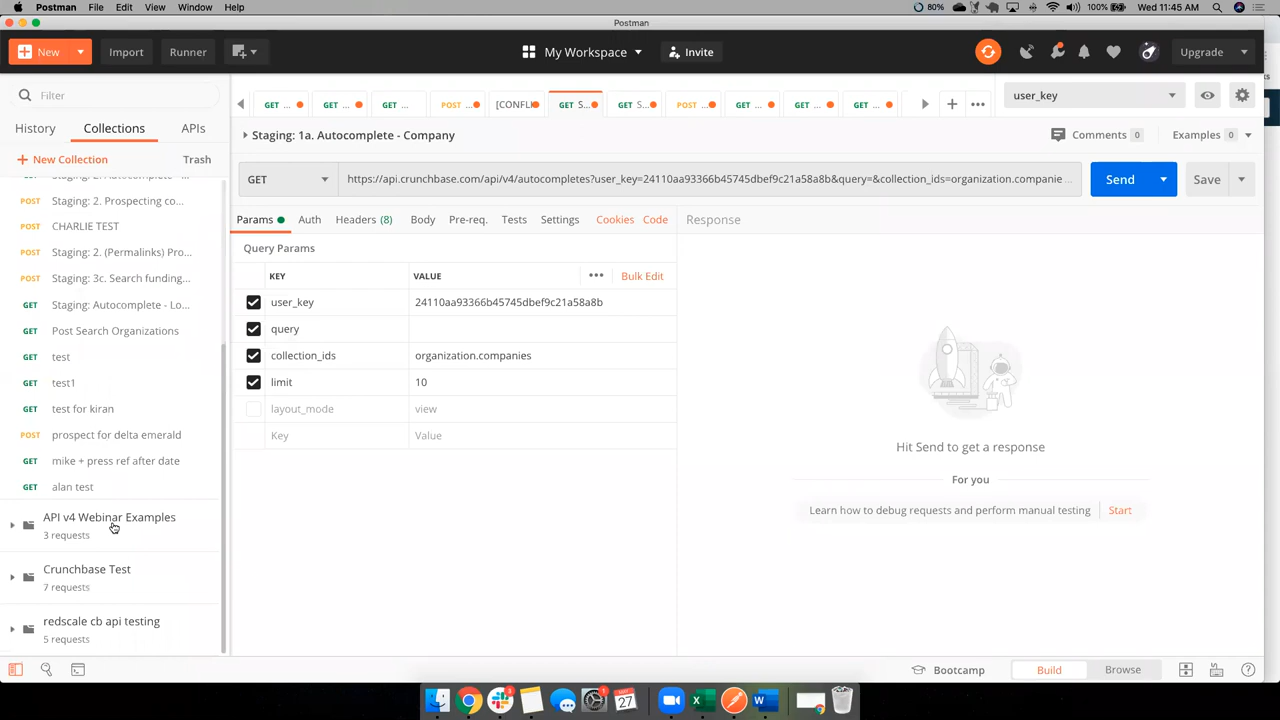 Postman File Edit View Window Help 80% 100% Wed 11:45 AM
Postman
New Import Runner My Workspace Invite Upgrade
Filter
GET ... GET ... GET ... POST ... [CONFLI GET S... GET S... POST ... GET ... GET ... GET ... user_key
History Collections APIs
Staging: 1a. Autocomplete - Company Comments 0 Examples 0
New Collection Trash
GET https://api.crunchbase.com/api/v4/autocompletes?user_key=24110aa93366b45745dbef9c21a58a8b&query=&collection_ids=organization.companie ... Send Save
POST Staging: 2. Prospecting co...
Params Auth Headers (8) Body Pre-req. Tests Settings Cookies Code Response
POST CHARLIE TEST
Query Params
POST Staging: 2. (Permalinks) Pro...
KEY VALUE Bulk Edit
POST Staging: 3c. Search funding...
user_key 24110aa93366b45745dbef9c21a58a8b
GET Staging: Autocomplete - Lo...
query
GET Post Search Organizations
collection_ids organization.companies
GET test
limit 10
GET test1
layout_mode view
GET test for kiran
Key Value
POST prospect for delta emerald
Hit Send to get a response
GET mike + press ref after date
For you
GET alan test
Learn how to debug requests and perform manual testing Start
API v4 Webinar Examples
3 requests
Crunchbase Test
7 requests
redscale cb api testing
5 requests
Bootcamp Build Browse
27